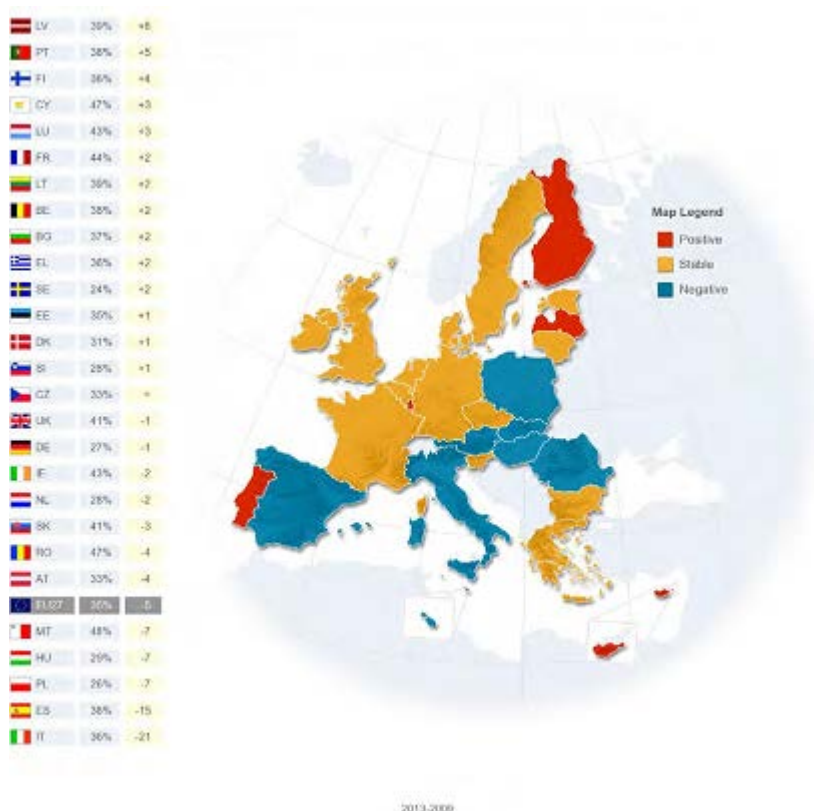 LV 39% +6
PT 38% +5
FI 36% +4
CY 47% +3
LU 43% +3
FR 44% +2
LT 39% +2
BE 38% +2
BG 37% +2
EL 36% +2
SE 24% +2
EE 35% +1
DK 31% +1
SI 28% +1
CZ 33% =
UK 41% -1
DE 27% -1
IE 43% -2
NL 28% -2
SK 41% -3
RO 47% -4
AT 33% -4
EU27 35% -5
MT 48% -7
HU 29% -7
PL 26% -7
ES 38% -15
IT 36% -21
Map Legend
Positive
Stable
Negative
2013-2009